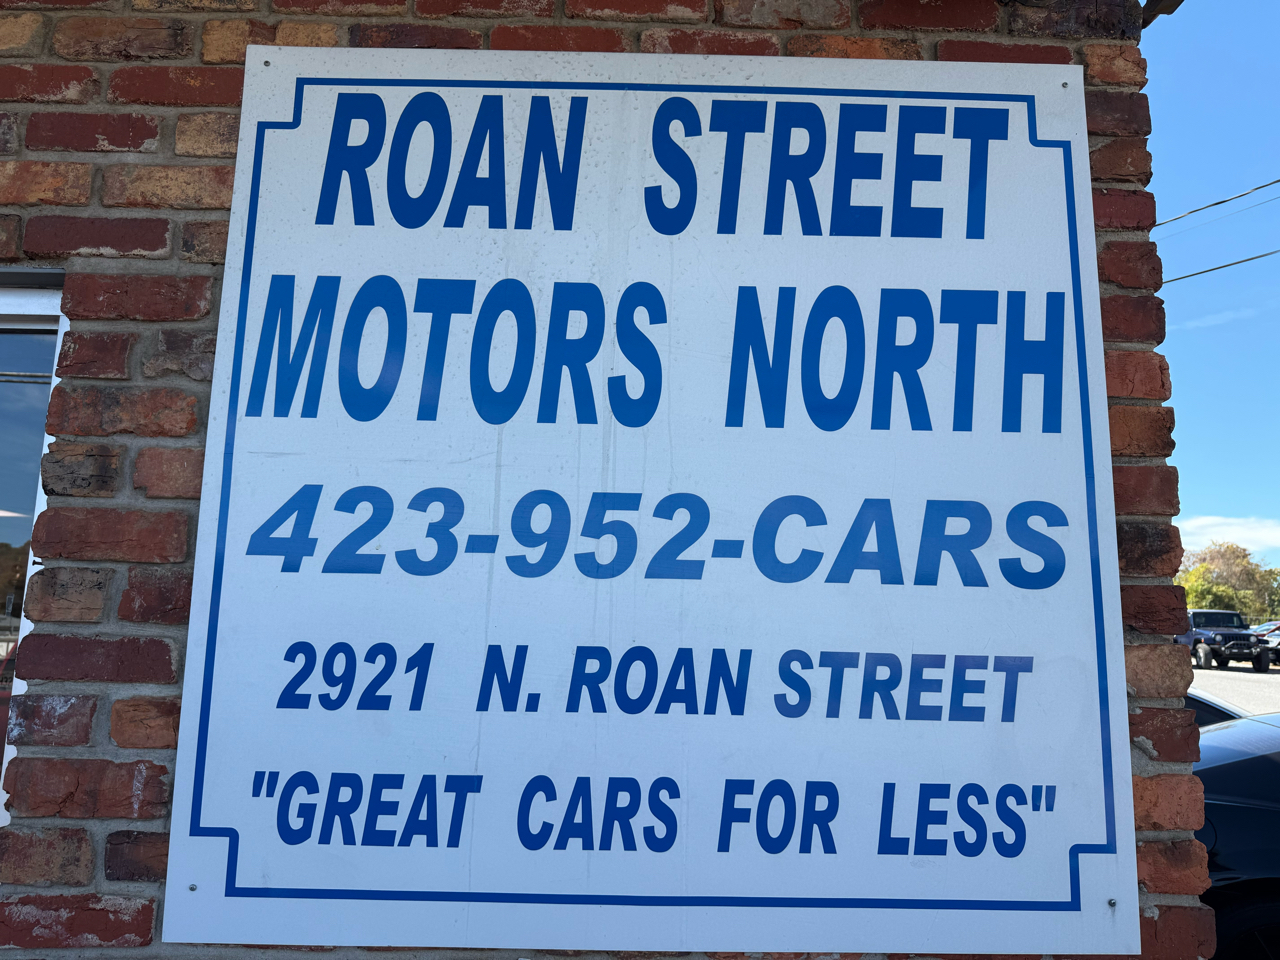 ROAN STREET
MOTORS NORTH
423-952-CARS
2921 N. ROAN STREET
"GREAT CARS FOR LESS"